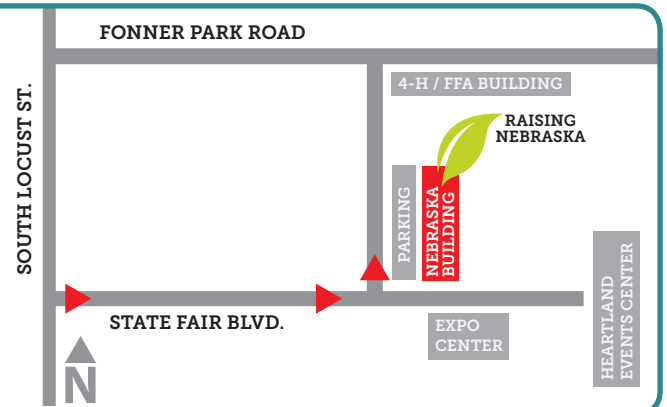 FONNER PARK ROAD
SOUTH LOCUST ST.
4-H / FFA BUILDING
RAISING
NEBRASKA
PARKING
NEBRASKA
BUILDING
STATE FAIR BLVD.
EXPO
CENTER
HEARTLAND
EVENTS CENTER
N